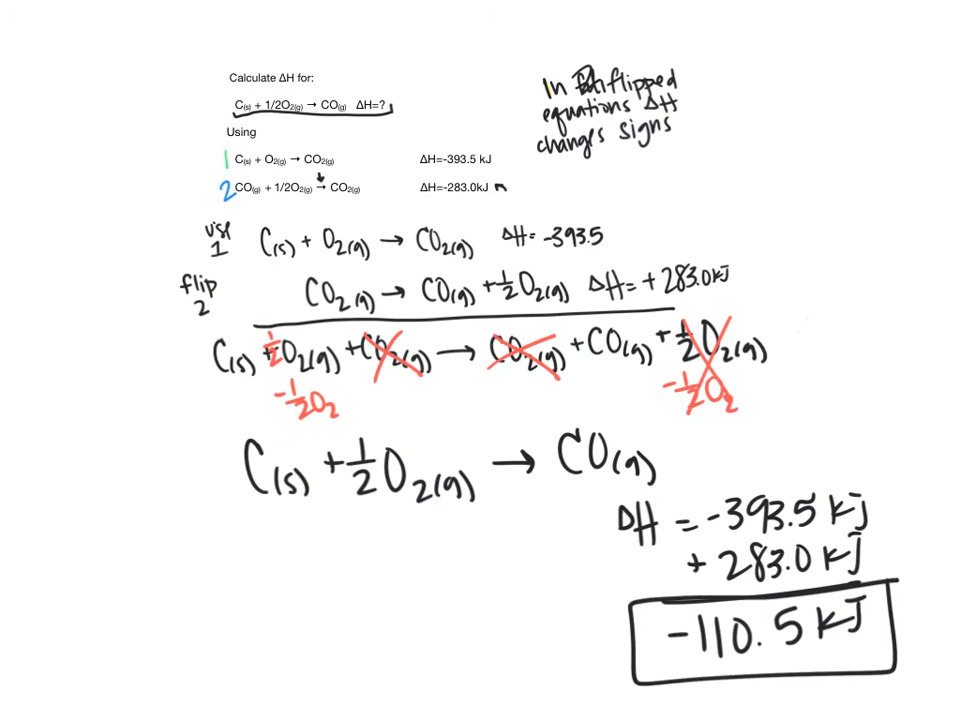 Calculate ΔH for:
C(s) + 1/2O2(g) → CO(g) ΔH=?
Using
1 C(s) + O2(g) → CO2(g) ΔH=-393.5 kJ
2 CO(g) + 1/2O2(g) → CO2(g) ΔH=-283.0kJ
In flipped
equations ΔH
changes signs
use
1
C(s) + O2(g) → CO2(g) ΔH= -393.5
flip
2
CO2(g) → CO(g) + 1/2 O2(g) ΔH= + 283.0kJ
C(s) + 1/2 O2(g) + CO2(g) → CO2(g) + CO(g) + 1/2 O2(g)
-1/2 O2 -1/2 O2
C(s) + 1/2 O2(g) → CO(g)
ΔH = -393.5 kJ
+ 283.0 kJ
-110.5 kJ